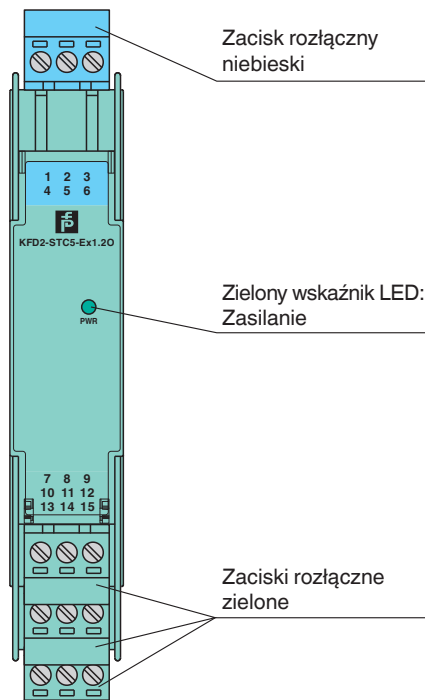 Zacisk rozłączny
niebieski
1 2 3
4 5 6
KFD2-STC5-Ex1.2O
Zielony wskaźnik LED:
Zasilanie
PWR
7 8 9
10 11 12
13 14 15
Zaciski rozłączne
zielone